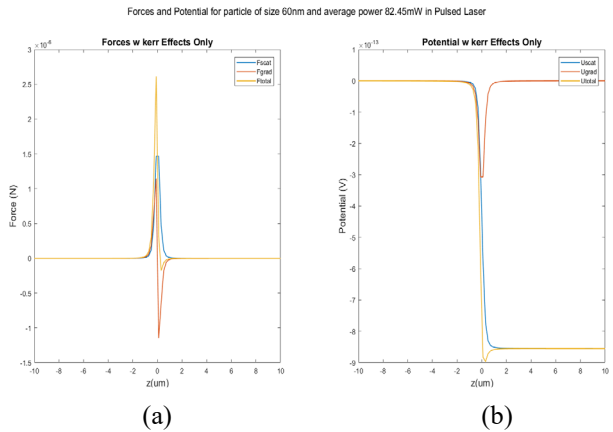 Forces and Potential for particle of size 60nm and average power 82.45mW in Pulsed Laser
Forces w kerr Effects Only
×10⁻⁶
Fscat
Fgrad
Ftotal
3
2.5
2
1.5
1
0.5
0
-0.5
-1
-1.5
Force (N)
-10 -8 -6 -4 -2 0 2 4 6 8 10
z(um)
(a)
Potential w kerr Effects Only
×10⁻¹³
Uscat
Ugrad
Utotal
1
0
-1
-2
-3
-4
-5
-6
-7
-8
-9
Potential (V)
-10 -8 -6 -4 -2 0 2 4 6 8 10
z(um)
(b)